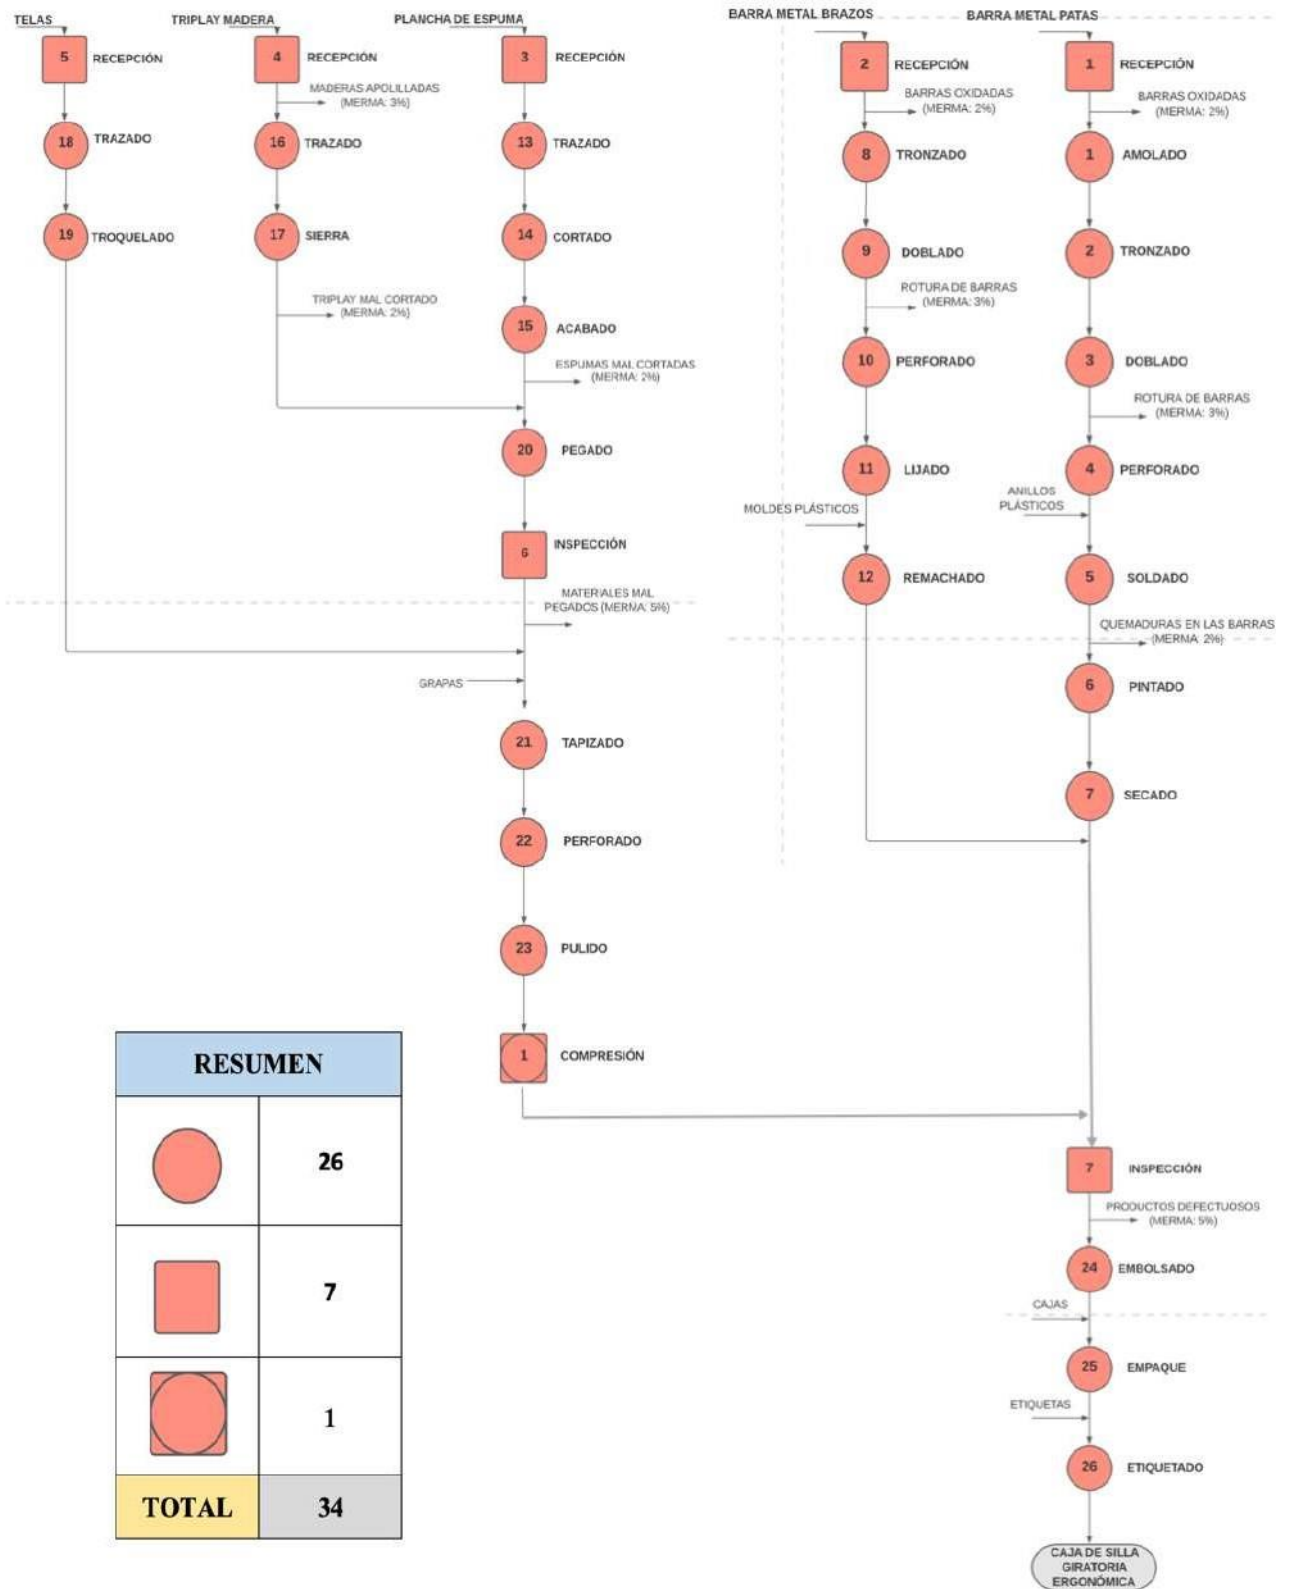 TELAS
5
RECEPCIÓN
18
TRAZADO
19
TROQUELADO
TRIPLAY MADERA
4
RECEPCIÓN
MADERAS APOLILLADAS
(MERMA: 3%)
16
TRAZADO
17
SIERRA
TRIPLAY MAL CORTADO
(MERMA: 2%)
PLANCHA DE ESPUMA
3
RECEPCIÓN
13
TRAZADO
14
CORTADO
15
ACABADO
ESPUMAS MAL CORTADAS
(MERMA: 2%)
20
PEGADO
6
INSPECCIÓN
MATERIALES MAL
PEGADOS (MERMA: 5%)
GRAPAS
21
TAPIZADO
22
PERFORADO
23
PULIDO
1
COMPRESIÓN
BARRA METAL BRAZOS
2
RECEPCIÓN
BARRAS OXIDADAS
(MERMA: 2%)
8
TRONZADO
9
DOBLADO
ROTURA DE BARRAS
(MERMA: 3%)
10
PERFORADO
11
LIJADO
MOLDES PLÁSTICOS
12
REMACHADO
BARRA METAL PATAS
1
RECEPCIÓN
BARRAS OXIDADAS
(MERMA: 2%)
1
AMOLADO
2
TRONZADO
3
DOBLADO
ROTURA DE BARRAS
(MERMA: 3%)
4
PERFORADO
ANILLOS
PLÁSTICOS
5
SOLDADO
QUEMADURAS EN LAS BARRAS
(MERMA: 2%)
6
PINTADO
7
SECADO
7
INSPECCIÓN
PRODUCTOS DEFECTUOSOS
(MERMA: 5%)
24
EMBOLSADO
CAJAS
25
EMPAQUE
ETIQUETAS
26
ETIQUETADO
CAJA DE SILLA
GIRATORIA
ERGONÓMICA
RESUMEN
26
7
1
TOTAL 34